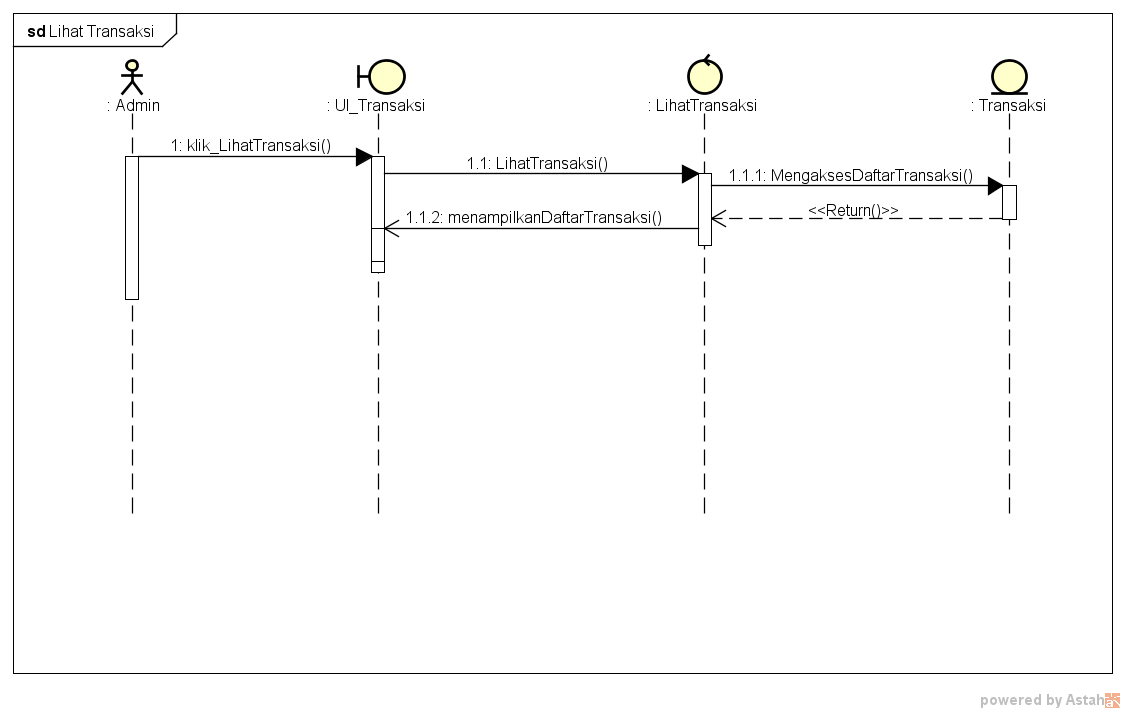 sd Lihat Transaksi
: Admin
: UI_Transaksi
: LihatTransaksi
: Transaksi
1: klik_LihatTransaksi()
1.1: LihatTransaksi()
1.1.1: MengaksesDaftarTransaksi()
<<Return()>>
1.1.2: menampilkanDaftarTransaksi()
powered by Astah